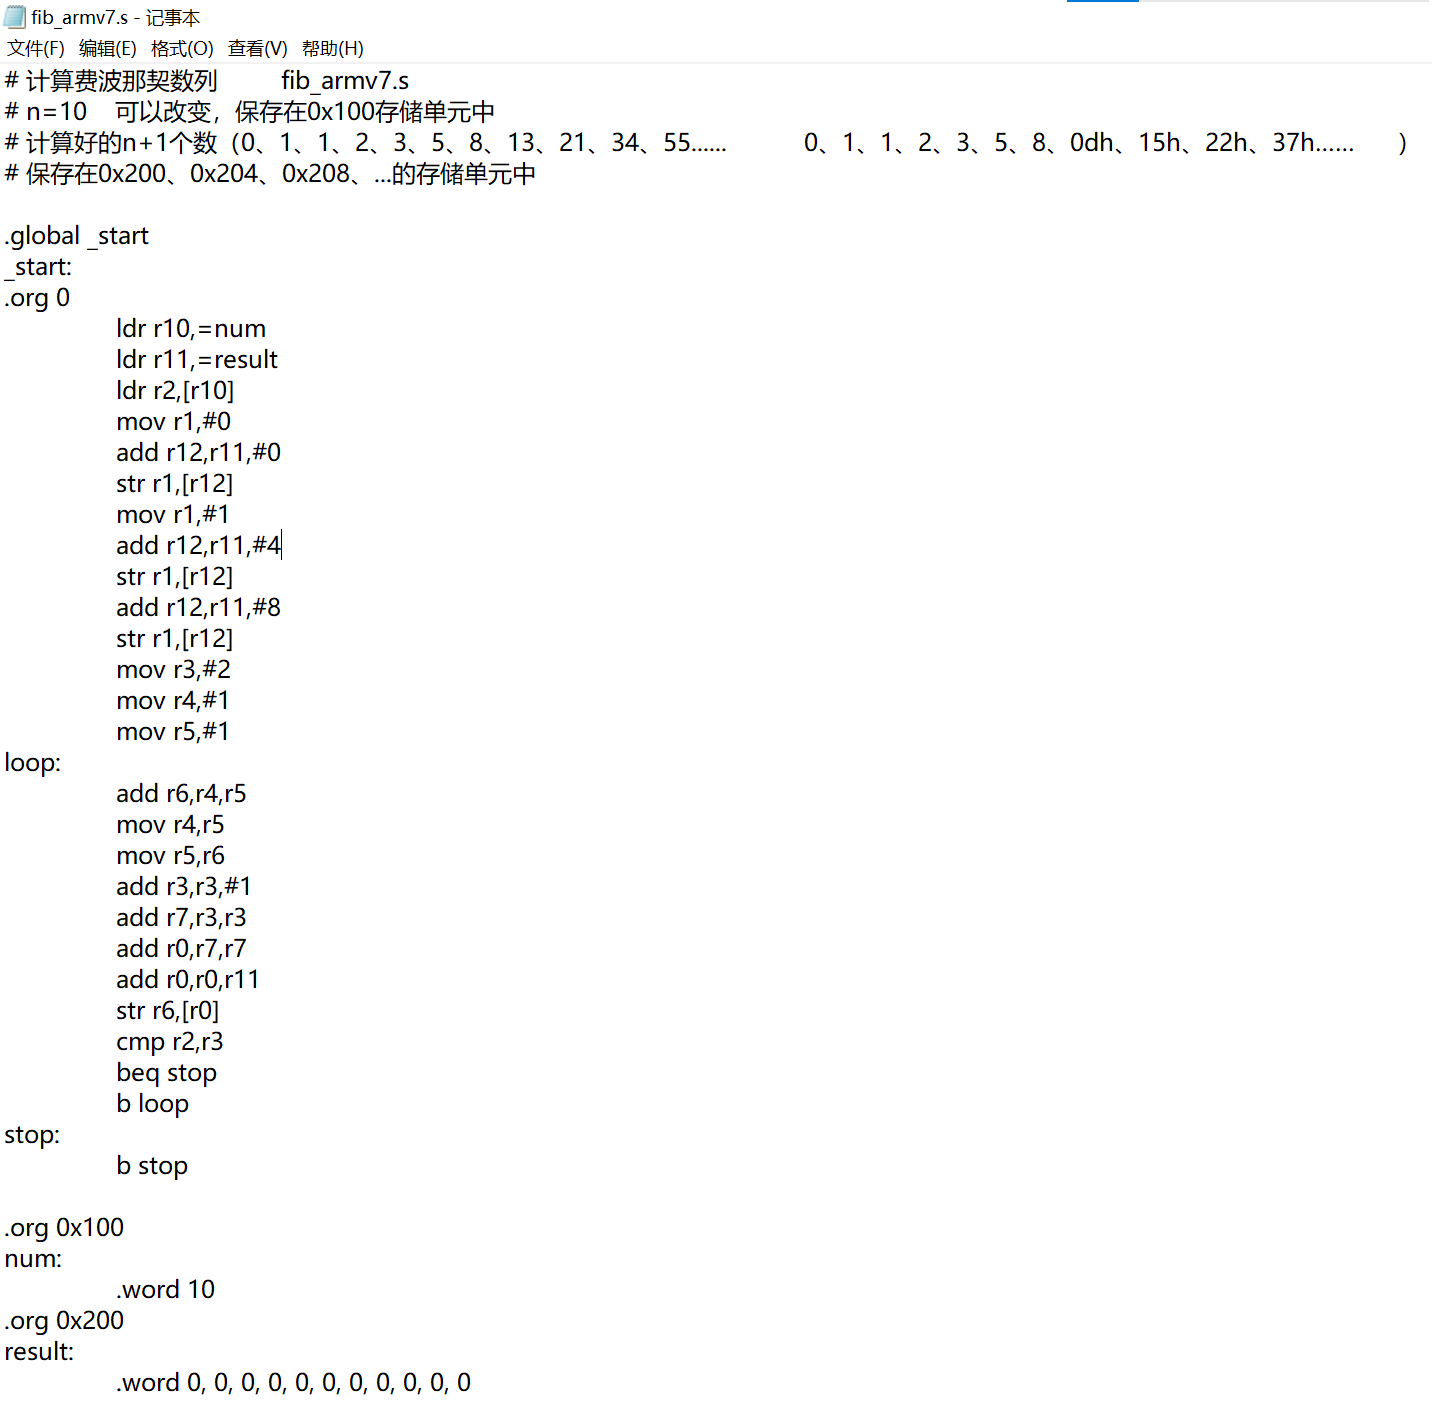 fib_armv7.s - 记事本
文件(F) 编辑(E) 格式(O) 查看(V) 帮助(H)
# 计算费波那契数列 fib_armv7.s
# n=10 可以改变，保存在0x100存储单元中
# 计算好的n+1个数（0、1、1、2、3、5、8、13、21、34、55…… 0、1、1、2、3、5、8、0dh、15h、22h、37h…… ）
# 保存在0x200、0x204、0x208、…的存储单元中
.global _start
_start:
.org 0
ldr r10,=num
ldr r11,=result
ldr r2,[r10]
mov r1,#0
add r12,r11,#0
str r1,[r12]
mov r1,#1
add r12,r11,#4
str r1,[r12]
add r12,r11,#8
str r1,[r12]
mov r3,#2
mov r4,#1
mov r5,#1
loop:
add r6,r4,r5
mov r4,r5
mov r5,r6
add r3,r3,#1
add r7,r3,r3
add r0,r7,r7
add r0,r0,r11
str r6,[r0]
cmp r2,r3
beq stop
b loop
stop:
b stop
.org 0x100
num:
.word 10
.org 0x200
result:
.word 0, 0, 0, 0, 0, 0, 0, 0, 0, 0, 0